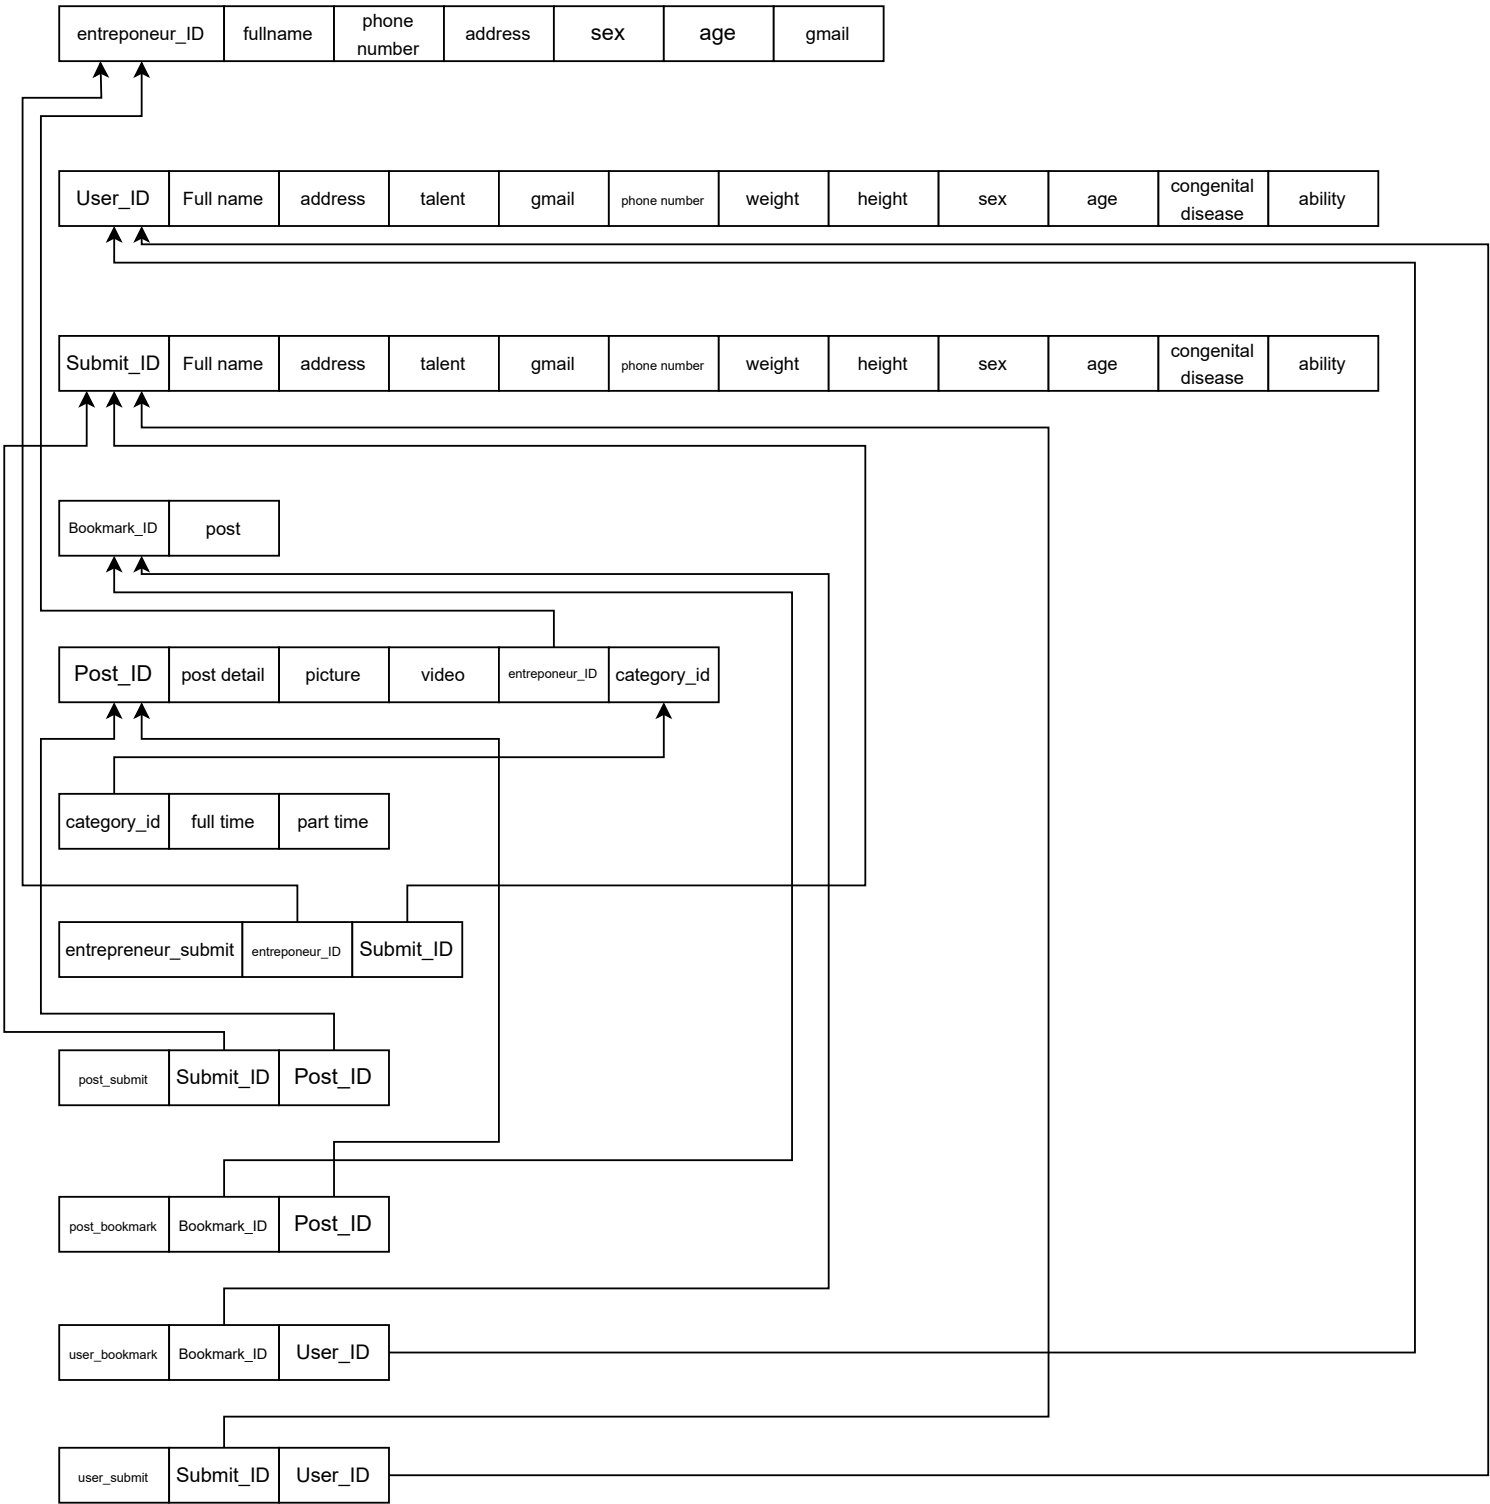 entreponeur_ID fullname phone number address sex age gmail
User_ID Full name address talent gmail phone number weight height sex age congenital disease ability
Submit_ID Full name address talent gmail phone number weight height sex age congenital disease ability
Bookmark_ID post
Post_ID post detail picture video entreponeur_ID category_id
category_id full time part time
entrepreneur_submit entreponeur_ID Submit_ID
post_submit Submit_ID Post_ID
post_bookmark Bookmark_ID Post_ID
user_bookmark Bookmark_ID User_ID
user_submit Submit_ID User_ID